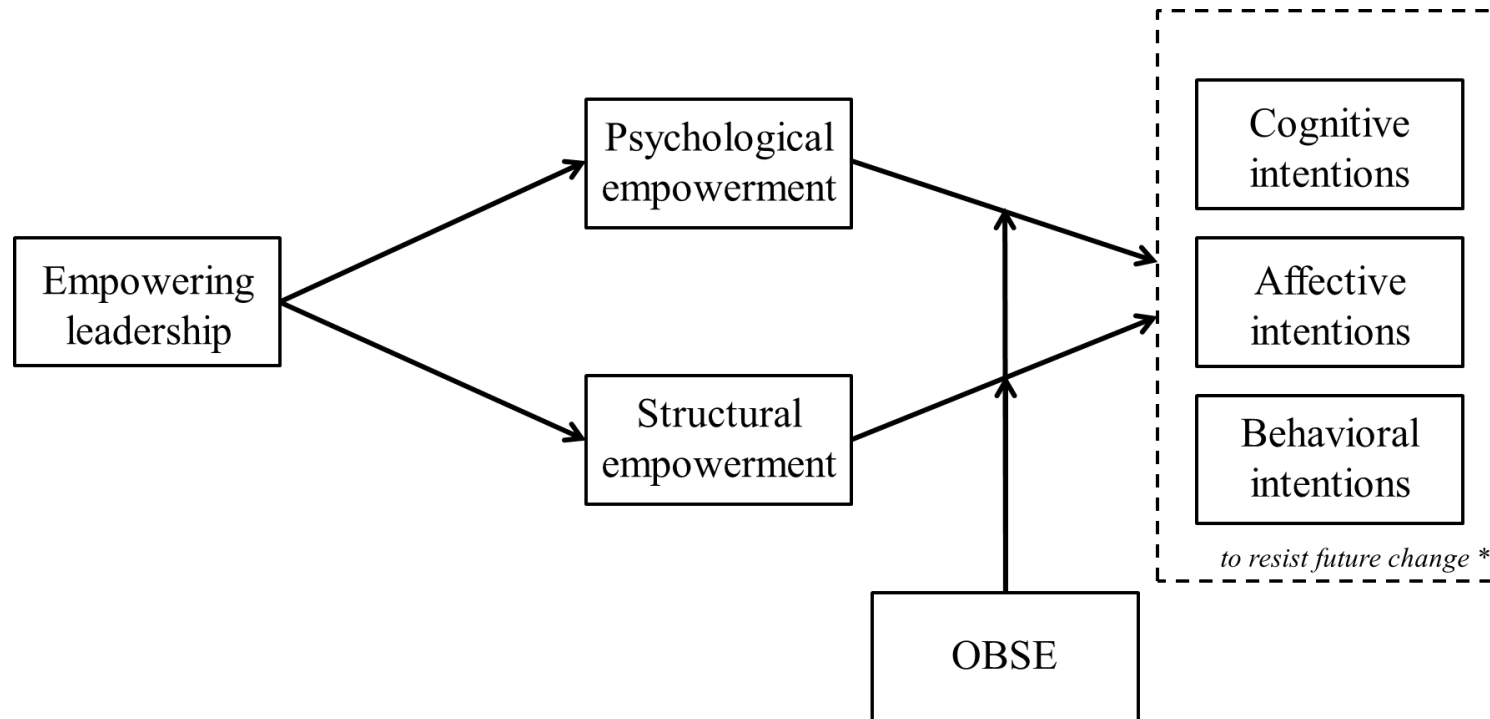 Empowering
leadership
Psychological
empowerment
Structural
empowerment
OBSE
Cognitive
intentions
Affective
intentions
Behavioral
intentions
to resist future change *